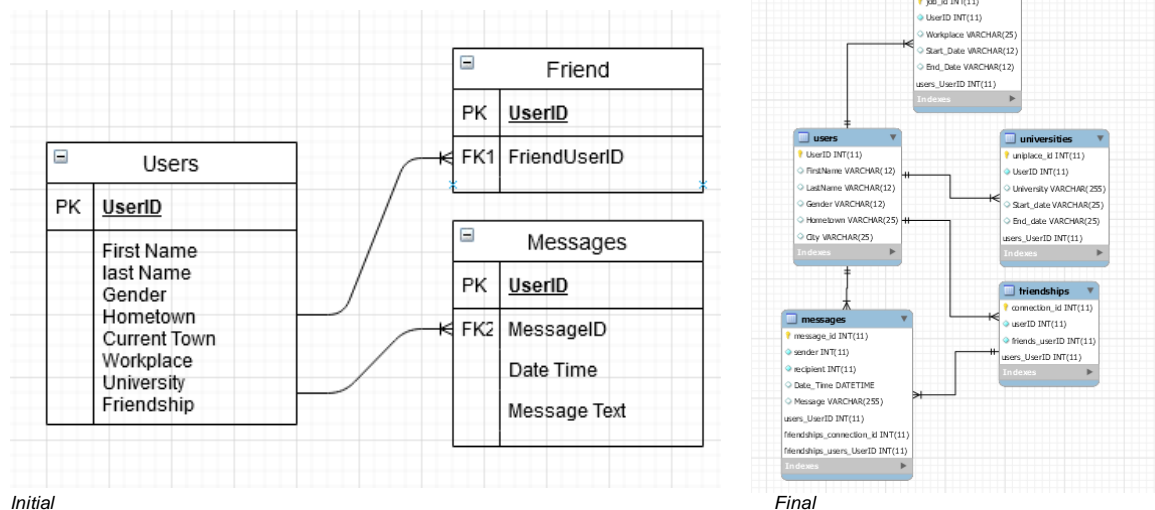 Users
PK UserID
First Name
last Name
Gender
Hometown
Current Town
Workplace
University
Friendship
Friend
PK UserID
FK1 FriendUserID
Messages
PK UserID
FK2 MessageID
Date Time
Message Text
Initial
job_id INT(11)
UserID INT(11)
Workplace VARCHAR(25)
Start_Date VARCHAR(12)
End_Date VARCHAR(12)
users_UserID INT(11)
Indexes
users
UserID INT(11)
FirstName VARCHAR(12)
LastName VARCHAR(12)
Gender VARCHAR(12)
Hometown VARCHAR(25)
City VARCHAR(25)
Indexes
universities
uniplace_id INT(11)
UserID INT(11)
University VARCHAR(255)
Start_date VARCHAR(25)
End_date VARCHAR(25)
users_UserID INT(11)
Indexes
friendships
connection_id INT(11)
userID INT(11)
friends_userID INT(11)
users_UserID INT(11)
Indexes
messages
message_id INT(11)
sender INT(11)
recipient INT(11)
Date_Time DATETIME
Message VARCHAR(255)
users_UserID INT(11)
friendships_connection_id INT(11)
friendships_users_UserID INT(11)
Indexes
Final